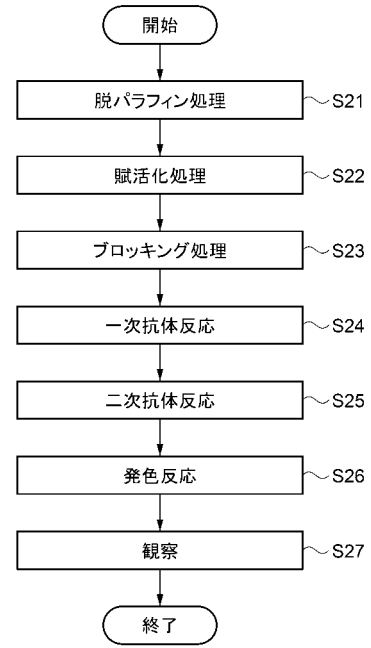 開始
脱パラフィン処理 S21
賦活化処理 S22
ブロッキング処理 S23
一次抗体反応 S24
二次抗体反応 S25
発色反応 S26
観察 S27
終了